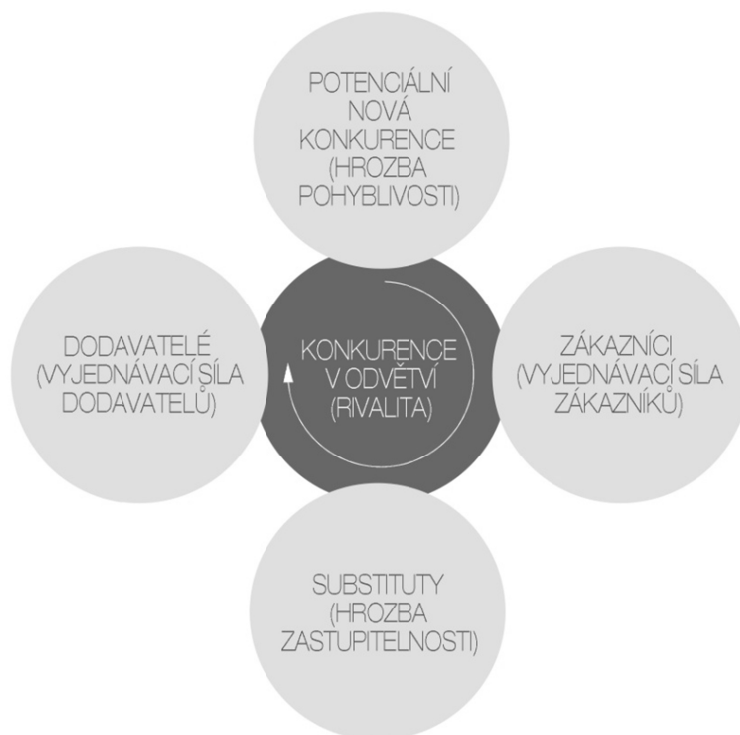 POTENCIÁLNÍ
NOVÁ
KONKURENCE
(HROZBA
POHYBLIVOSTI)
DODAVATELÉ
(VYJEDNÁVACÍ SÍLA
DODAVATELŮ)
KONKURENCE
V ODVĚTVÍ
(RIVALITA)
ZÁKAZNÍCI
(VYJEDNÁVACÍ SÍLA
ZÁKAZNÍKŮ)
SUBSTITUTY
(HROZBA
ZASTUPITELNOSTI)